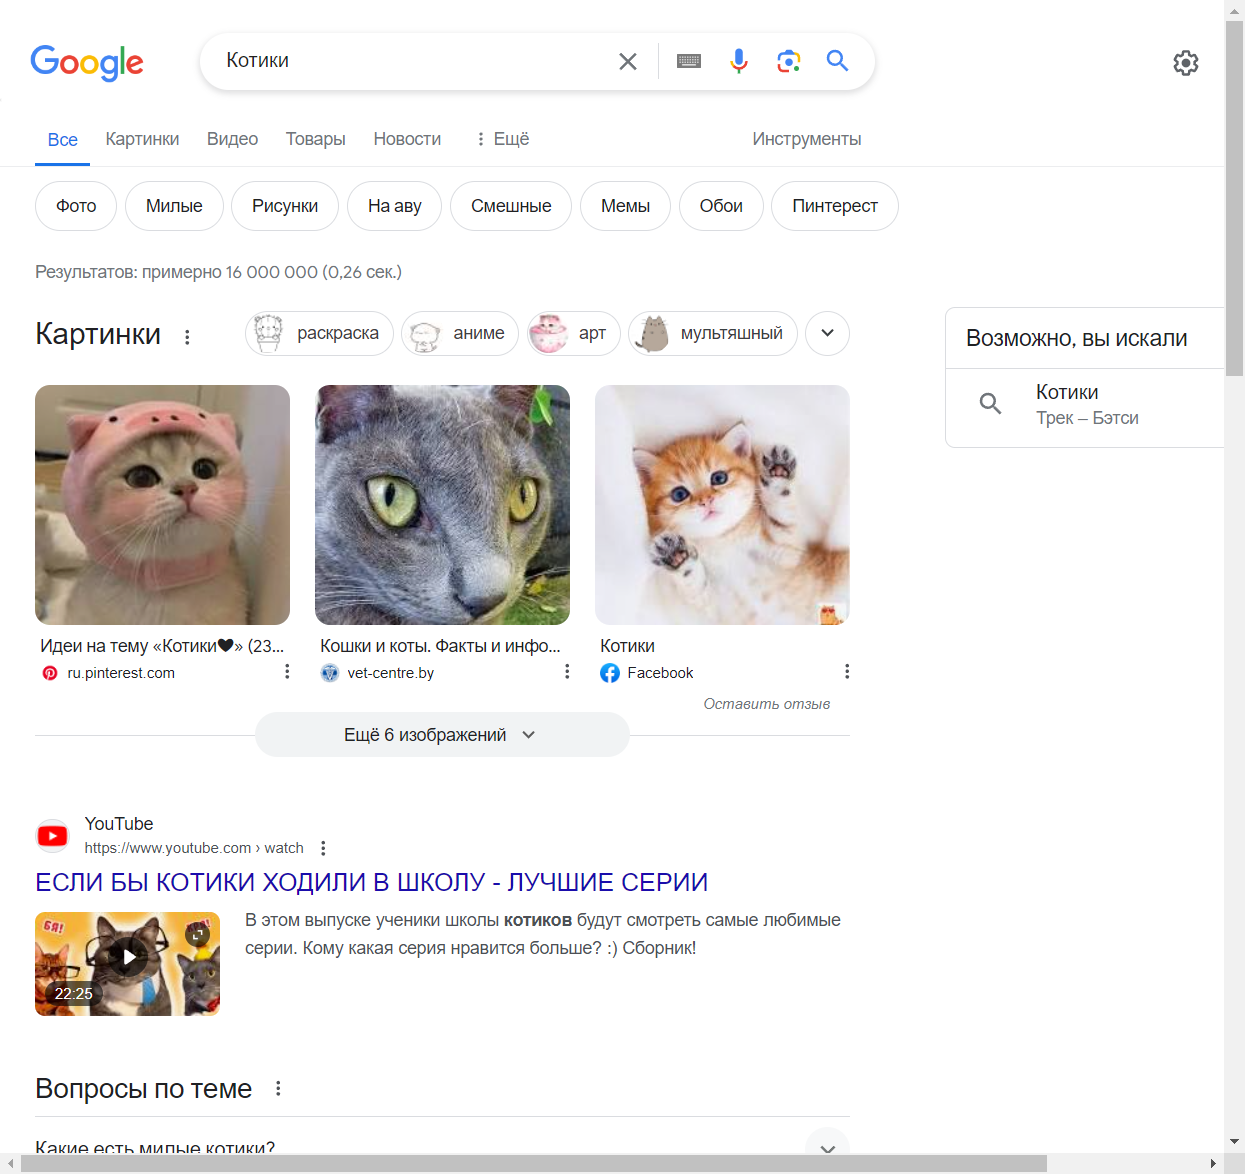 Google
Котики
Все
Картинки
Видео
Товары
Новости
Ещё
Инструменты
Фото
Милые
Рисунки
На аву
Смешные
Мемы
Обои
Пинтерест
Результатов: примерно 16 000 000 (0,26 сек.)
Картинки
раскраска
аниме
арт
мультяшный
Возможно, вы искали
Котики
Трек – Бэтси
Идеи на тему «Котики🖤» (23...
ru.pinterest.com
Кошки и коты. Факты и инфо...
vet-centre.by
Котики
Facebook
Оставить отзыв
Ещё 6 изображений
YouTube
https://www.youtube.com › watch
ЕСЛИ БЫ КОТИКИ ХОДИЛИ В ШКОЛУ - ЛУЧШИЕ СЕРИИ
БЯ!
22:25
В этом выпуске ученики школы котиков будут смотреть самые любимые
серии. Кому какая серия нравится больше? :) Сборник!
Вопросы по теме
Какие есть милые котики?